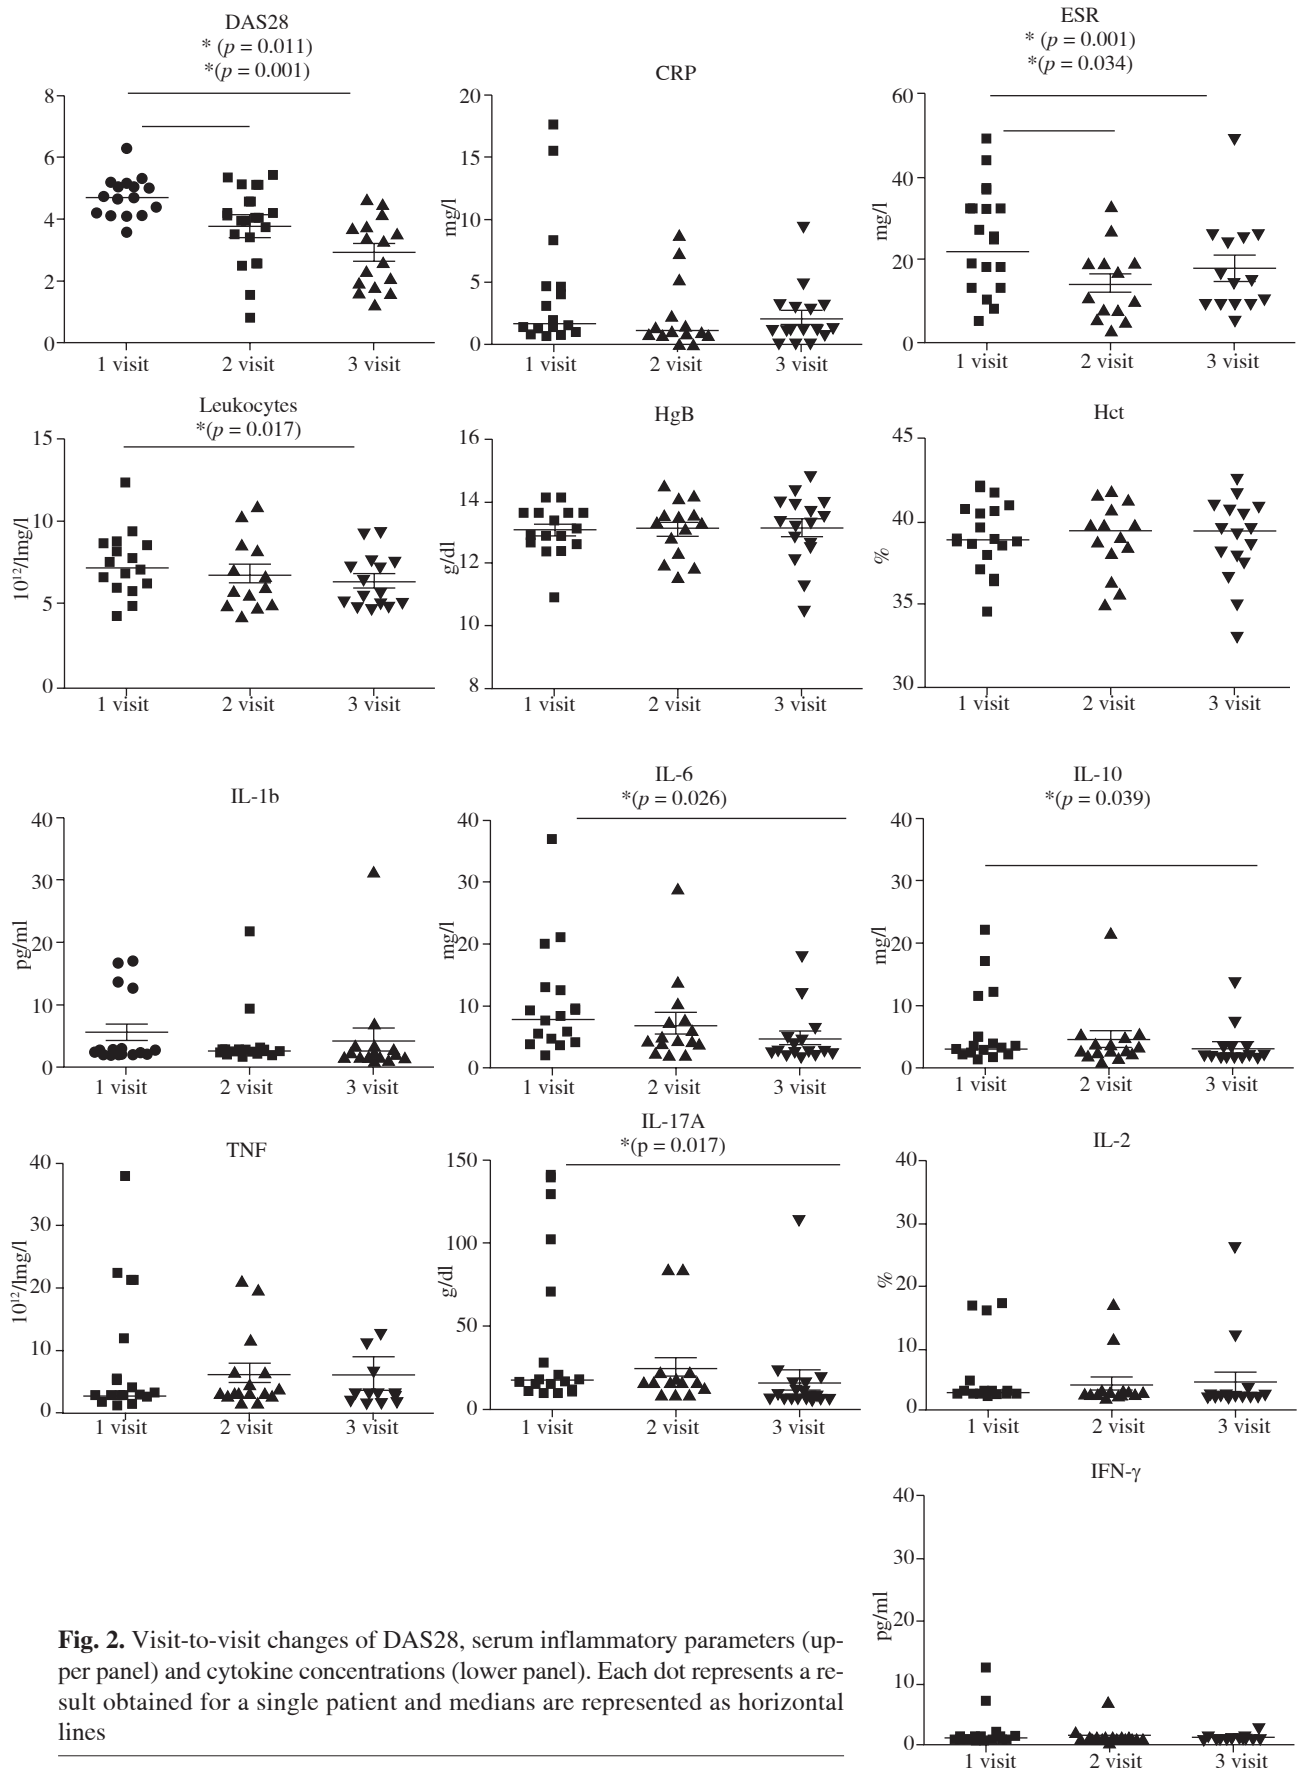 DAS28
* (p = 0.011)
*(p = 0.001)
8
6
4
2
0
1 visit 2 visit 3 visit
CRP
mg/l
20
15
10
5
0
1 visit 2 visit 3 visit
ESR
* (p = 0.001)
*(p = 0.034)
mg/l
60
40
20
0
1 visit 2 visit 3 visit
Leukocytes
*(p = 0.017)
10¹²/lmg/l
15
10
5
0
1 visit 2 visit 3 visit
HgB
g/dl
16
14
12
10
8
1 visit 2 visit 3 visit
Hct
%
45
40
35
30
1 visit 2 visit 3 visit
IL-1b
pg/ml
40
30
20
10
0
1 visit 2 visit 3 visit
IL-6
*(p = 0.026)
mg/l
40
30
20
10
0
1 visit 2 visit 3 visit
IL-10
*(p = 0.039)
mg/l
40
30
20
10
0
1 visit 2 visit 3 visit
TNF
10¹²/lmg/l
40
30
20
10
0
1 visit 2 visit 3 visit
IL-17A
*(p = 0.017)
g/dl
150
100
50
0
1 visit 2 visit 3 visit
IL-2
%
40
30
20
10
0
1 visit 2 visit 3 visit
IFN-γ
pg/ml
40
30
20
10
0
1 visit 2 visit 3 visit
Fig. 2. Visit-to-visit changes of DAS28, serum inflammatory parameters (up-
per panel) and cytokine concentrations (lower panel). Each dot represents a re-
sult obtained for a single patient and medians are represented as horizontal
lines